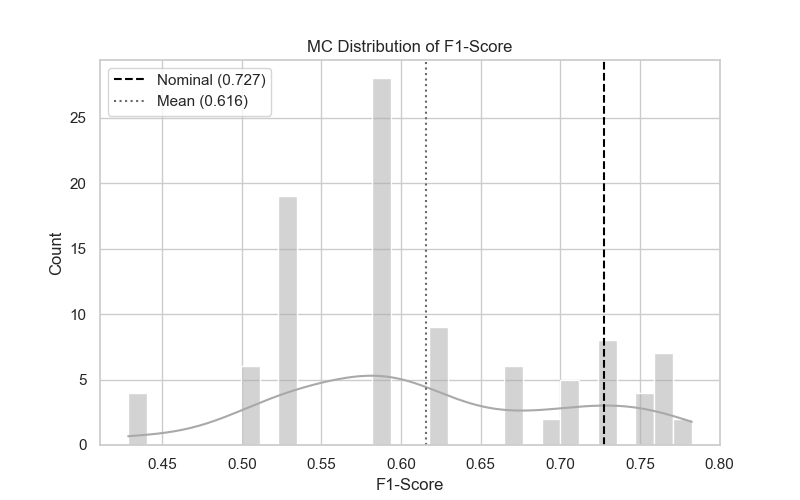 MC Distribution of F1-Score
Nominal (0.727)
Mean (0.616)
Count
25
20
15
10
5
0
0.45 0.50 0.55 0.60 0.65 0.70 0.75 0.80
F1-Score